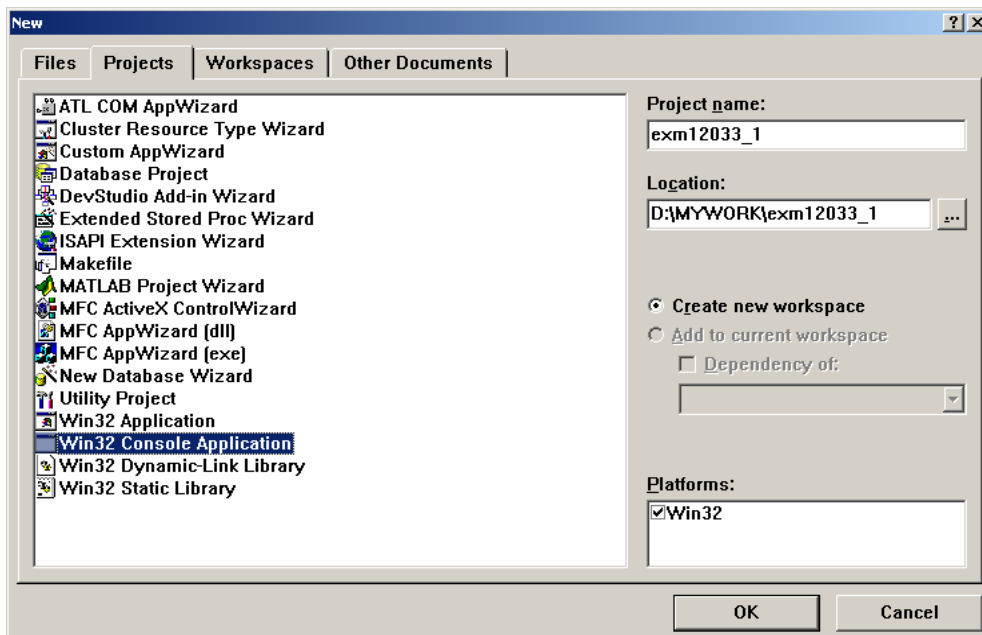 New
Files Projects Workspaces Other Documents
ATL COM AppWizard
Cluster Resource Type Wizard
Custom AppWizard
Database Project
DevStudio Add-in Wizard
Extended Stored Proc Wizard
ISAPI Extension Wizard
Makefile
MATLAB Project Wizard
MFC ActiveX ControlWizard
MFC AppWizard (dll)
MFC AppWizard (exe)
New Database Wizard
Utility Project
Win32 Application
Win32 Console Application
Win32 Dynamic-Link Library
Win32 Static Library
Project name:
exm12033_1
Location:
D:\MYWORK\exm12033_1
...
Create new workspace
Add to current workspace
Dependency of:
Platforms:
Win32
OK Cancel